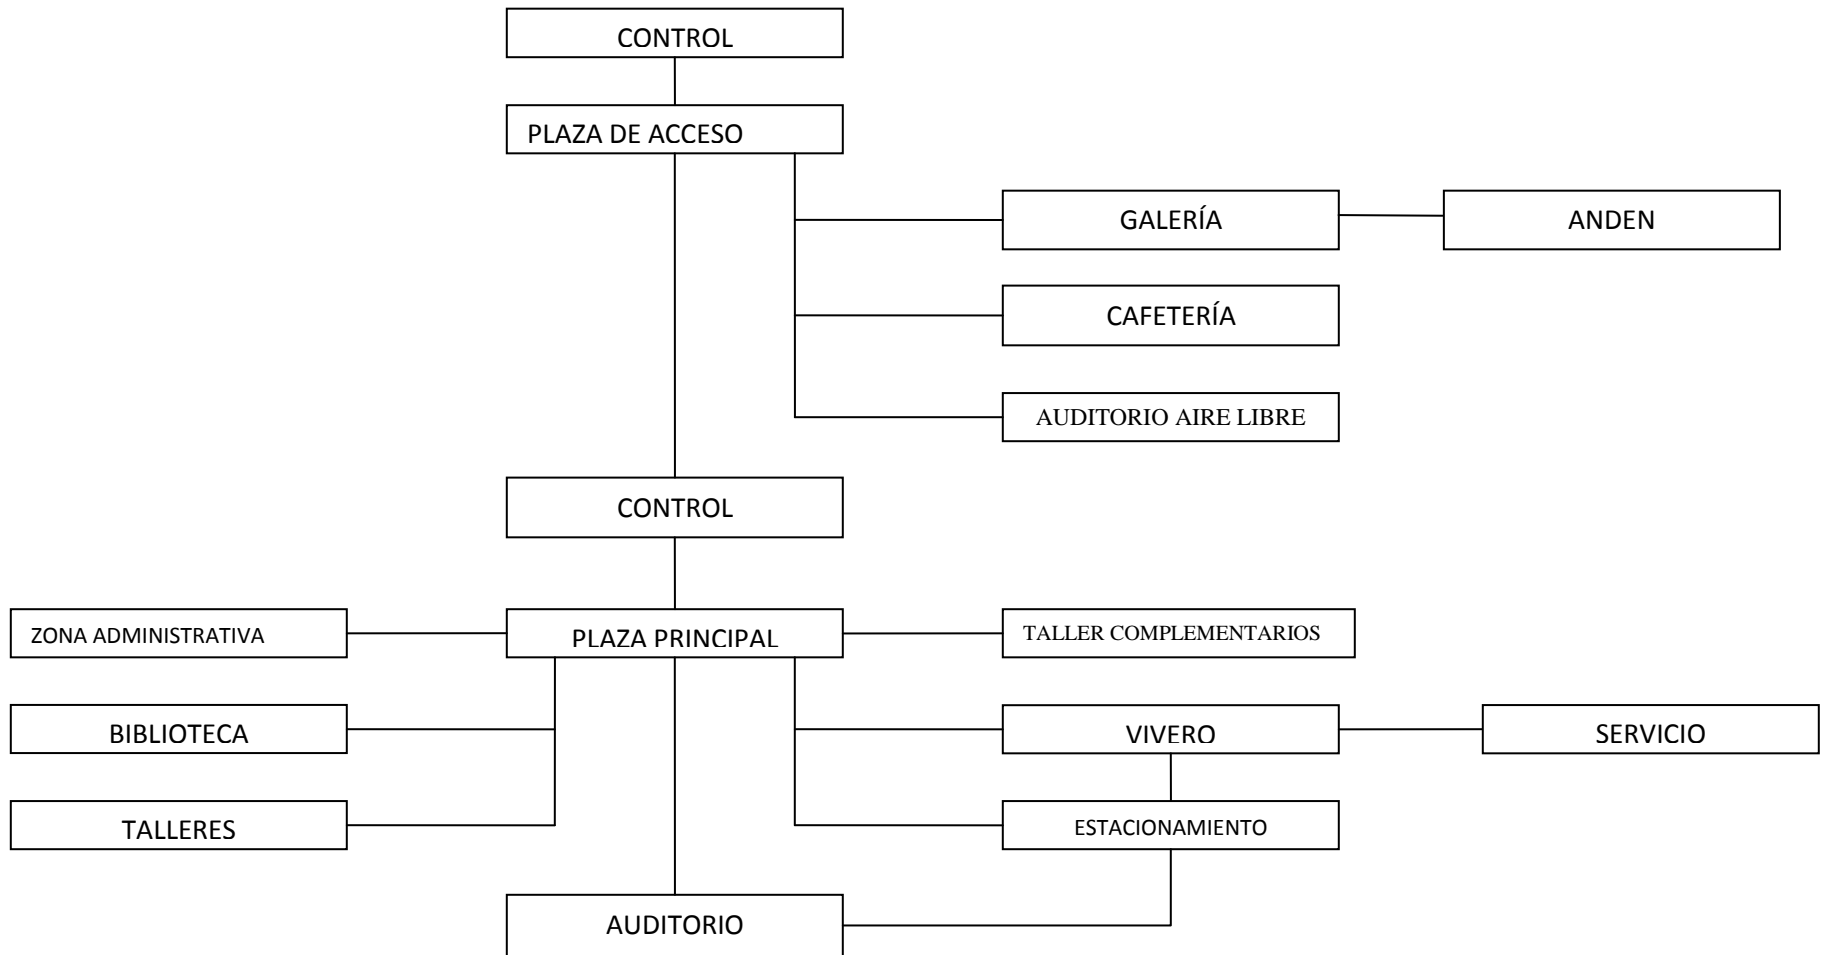 CONTROL
PLAZA DE ACCESO
GALERÍA
ANDEN
CAFETERÍA
AUDITORIO AIRE LIBRE
CONTROL
ZONA ADMINISTRATIVA
PLAZA PRINCIPAL
TALLER COMPLEMENTARIOS
BIBLIOTECA
VIVERO
SERVICIO
TALLERES
ESTACIONAMIENTO
AUDITORIO